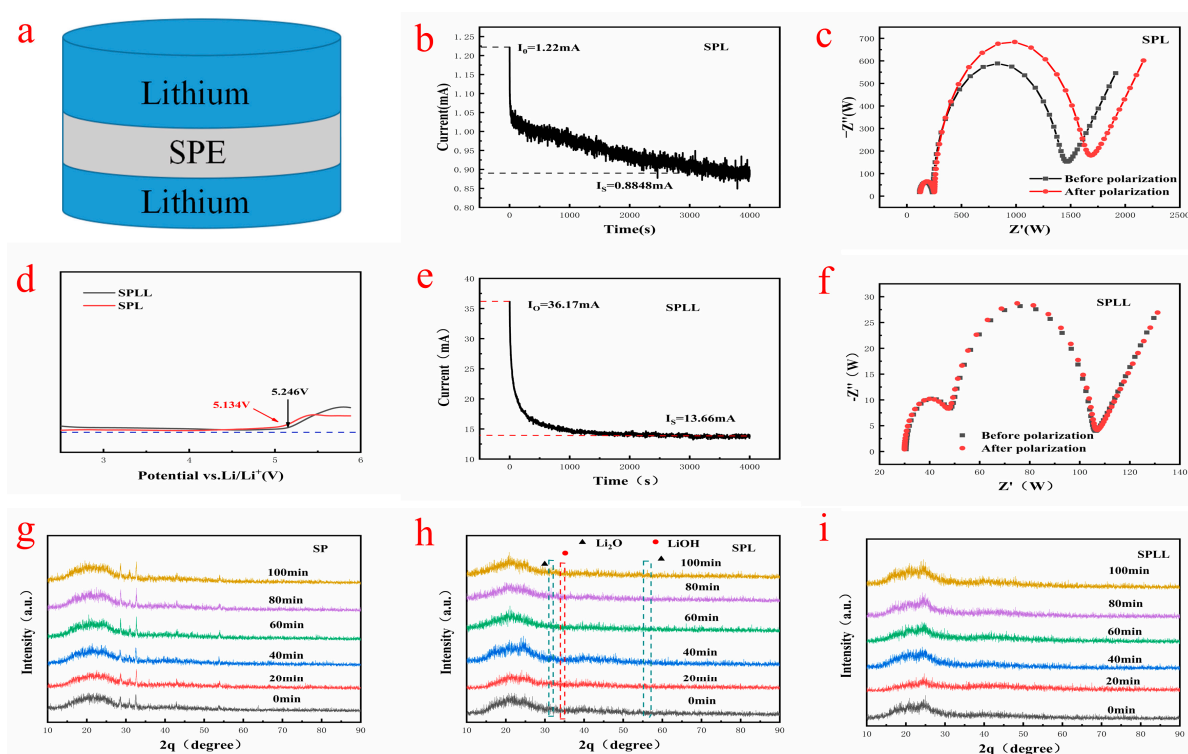 a
Lithium
SPE
Lithium
b
SPL
I₀=1.22mA
Iₛ=0.8848mA
Current(mA)
1.25
1.20
1.15
1.10
1.05
1.00
0.95
0.90
0.85
0.80
0
1000
2000
3000
4000
Time(s)
c
SPL
−Z''(W)
700
600
500
400
300
200
100
0
Before polarization
After polarization
0
500
1000
1500
2000
2500
Z'(W)
d
SPLL
SPL
5.134V
5.246V
3
4
5
6
Potential vs.Li/Li⁺(V)
e
SPLL
I_O=36.17mA
Iₛ=13.66mA
Current（mA）
40
35
30
25
20
15
10
5
0
1000
2000
3000
4000
Time（s）
f
SPLL
-Z''（W）
30
25
20
15
10
5
0
Before polarization
After polarization
20
40
60
80
100
120
140
Z'（W）
g
SP
Intensity（a.u.）
100min
80min
60min
40min
20min
0min
10
20
30
40
50
60
70
80
90
2q（degree）
h
▲ Li₂O
● LiOH
SPL
Intensity（a.u.）
100min
80min
60min
40min
20min
0min
10
20
30
40
50
60
70
80
90
2q（degree）
i
SPLL
Intensity（a.u.）
100min
80min
60min
40min
20min
0min
10
20
30
40
50
60
70
80
90
2q（degree）